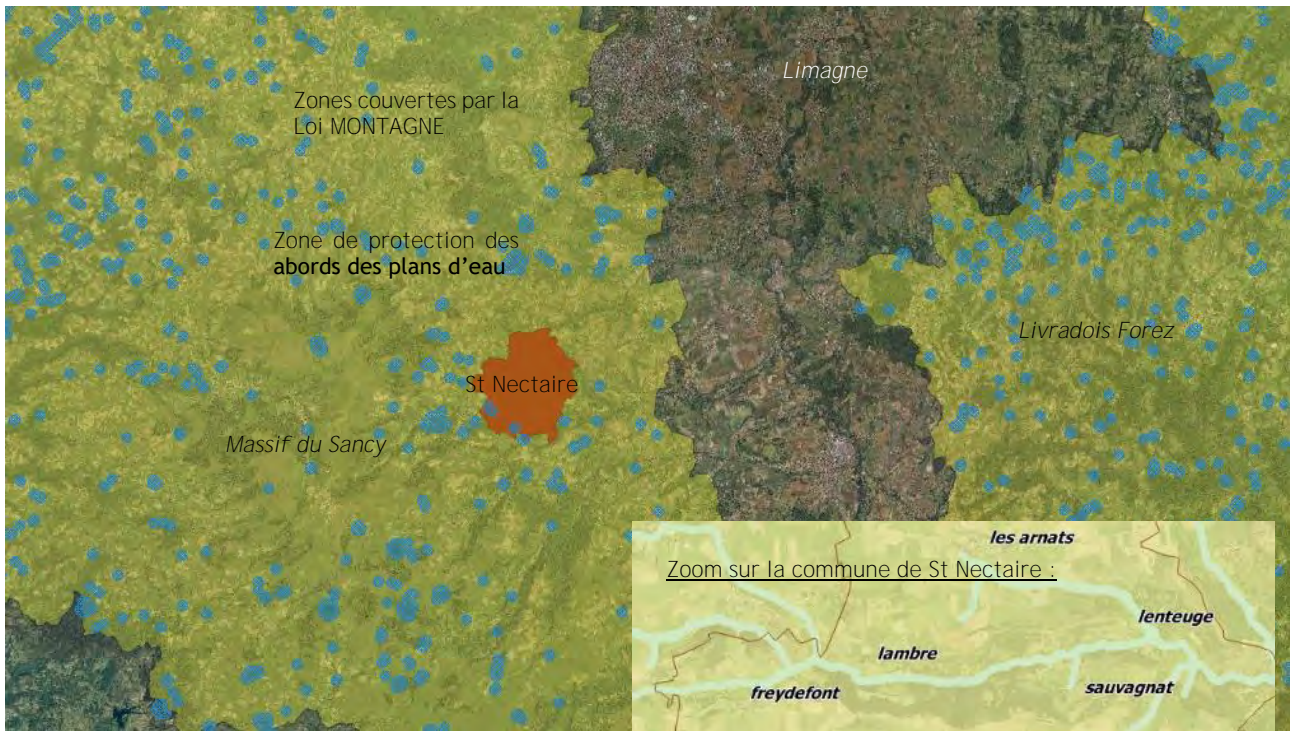 Limagne
Zones couvertes par la
Loi MONTAGNE
Zone de protection des
abords des plans d'eau
Livradois Forez
St Nectaire
Massif du Sancy
Zoom sur la commune de St Nectaire :
les arnats
lenteuge
lambre
freydefont
sauvagnat